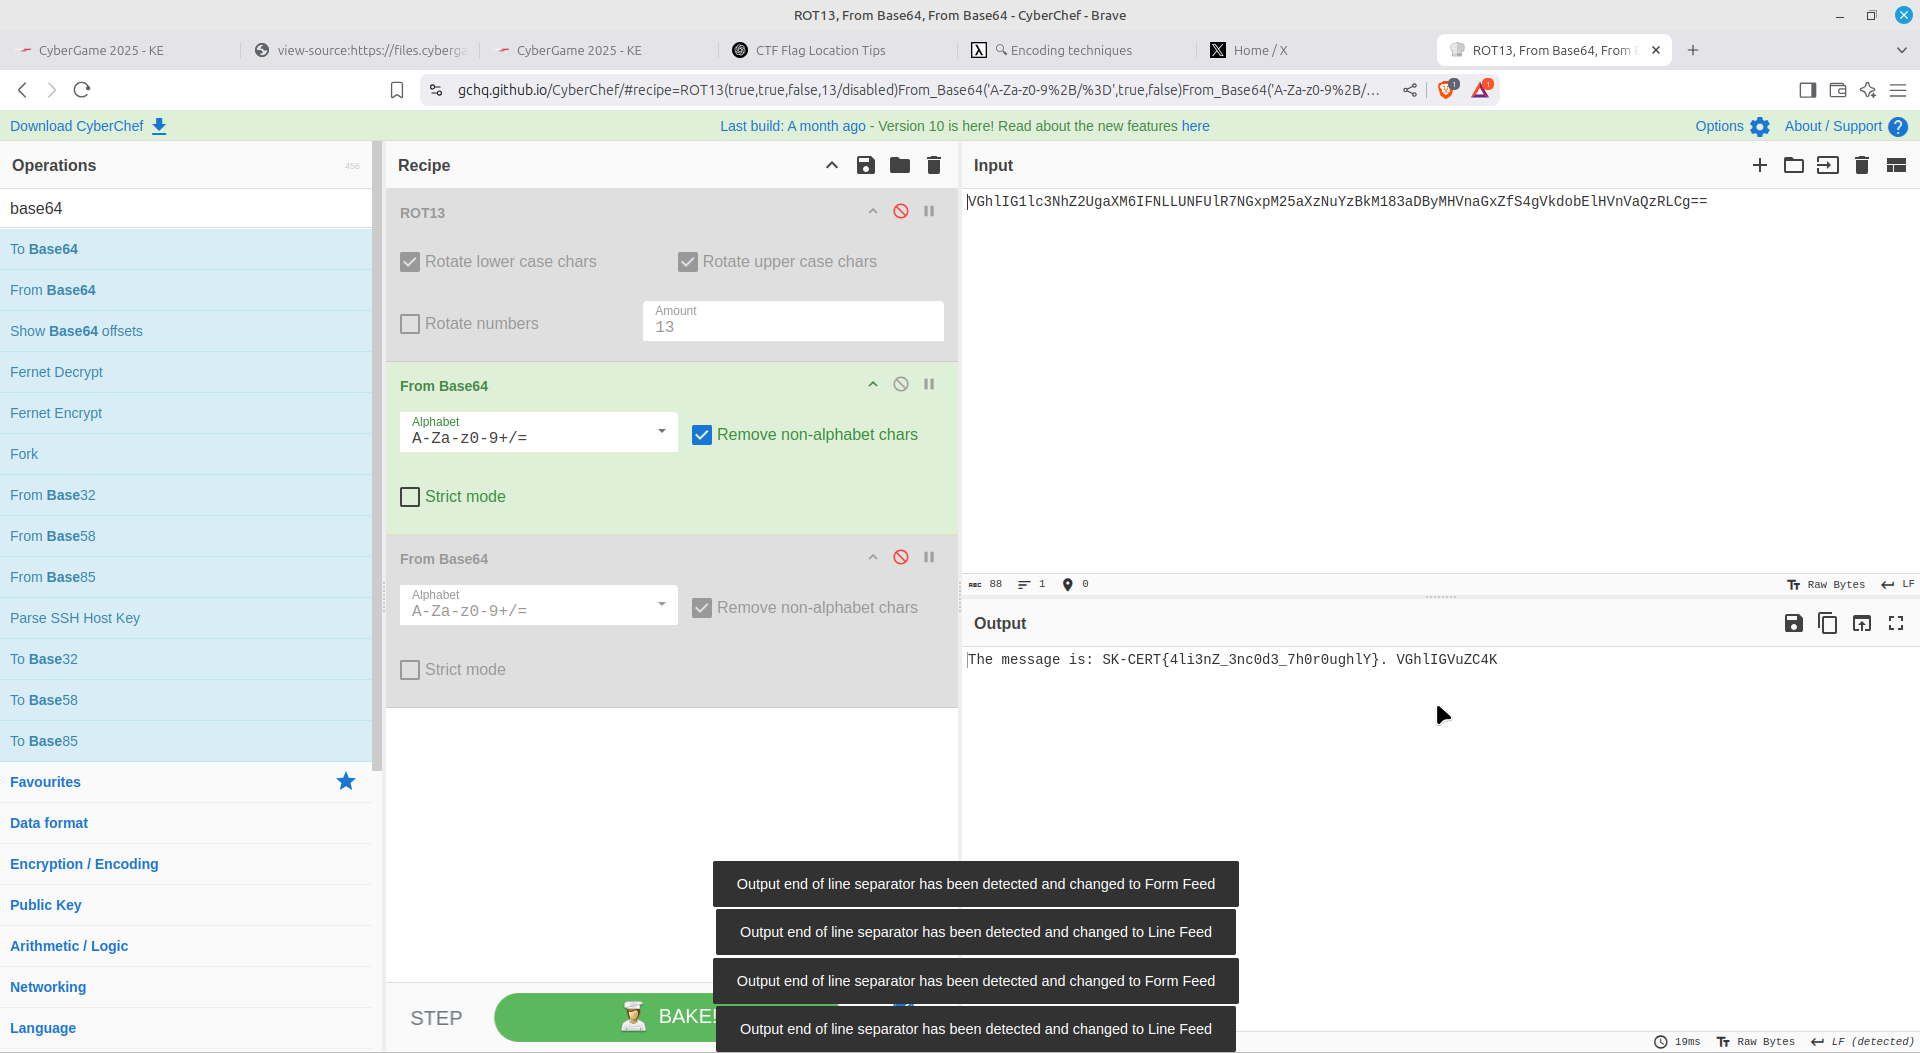 ROT13, From Base64, From Base64 - CyberChef - Brave
CyberGame 2025 - KE
view-source:https://files.cyberga
CyberGame 2025 - KE
CTF Flag Location Tips
Encoding techniques
Home / X
ROT13, From Base64, From
gchq.github.io/CyberChef/#recipe=ROT13(true,true,false,13/disabled)From_Base64('A-Za-z0-9%2B/%3D',true,false)From_Base64('A-Za-z0-9%2B/...
1
1
Download CyberChef
Last build: A month ago - Version 10 is here! Read about the new features here
Options
About / Support
Operations
456
base64
To Base64
From Base64
Show Base64 offsets
Fernet Decrypt
Fernet Encrypt
Fork
From Base32
From Base58
From Base85
Parse SSH Host Key
To Base32
To Base58
To Base85
Favourites
Data format
Encryption / Encoding
Public Key
Arithmetic / Logic
Networking
Language
Recipe
ROT13
Rotate lower case chars
Rotate upper case chars
Rotate numbers
Amount
13
From Base64
Alphabet
A-Za-z0-9+/=
Remove non-alphabet chars
Strict mode
From Base64
Alphabet
A-Za-z0-9+/=
Remove non-alphabet chars
Strict mode
STEP
BAKE!
Input
VGhlIG1lc3NhZ2UgaXM6IFNLLUNFUlR7NGxpM25aXzNuYzBkM183aDByMHVnaGxZfS4gVkdobElHVnVaQzRLCg==
ABC 88
1
0
Tт Raw Bytes
LF
Output
The message is: SK-CERT{4li3nZ_3nc0d3_7h0r0ughlY}. VGhlIGVuZC4K
Output end of line separator has been detected and changed to Form Feed
Output end of line separator has been detected and changed to Line Feed
Output end of line separator has been detected and changed to Form Feed
Output end of line separator has been detected and changed to Line Feed
19ms
Tт Raw Bytes
LF (detected)